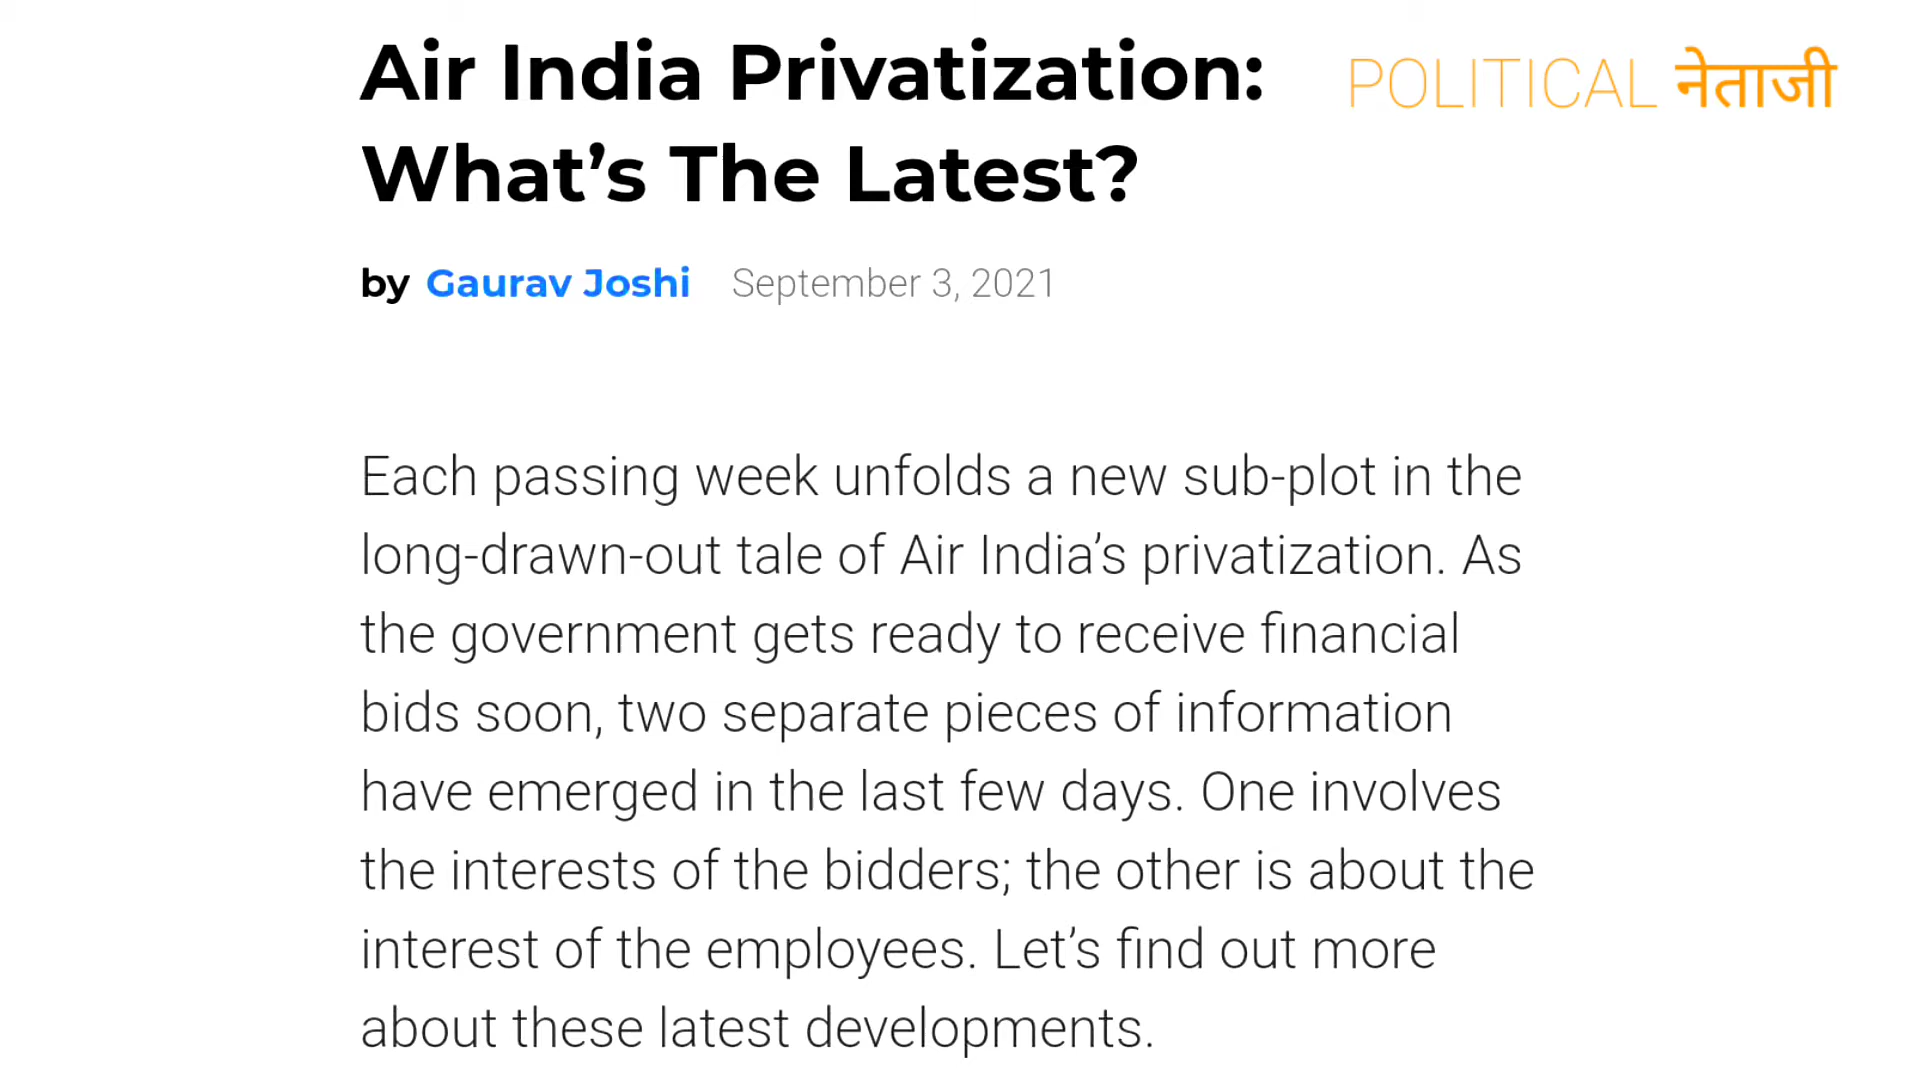 Air India Privatization:
What’s The Latest?
POLITICAL नेताजी
by Gaurav Joshi September 3, 2021
Each passing week unfolds a new sub-plot in the
long-drawn-out tale of Air India’s privatization. As
the government gets ready to receive financial
bids soon, two separate pieces of information
have emerged in the last few days. One involves
the interests of the bidders; the other is about the
interest of the employees. Let’s find out more
about these latest developments.